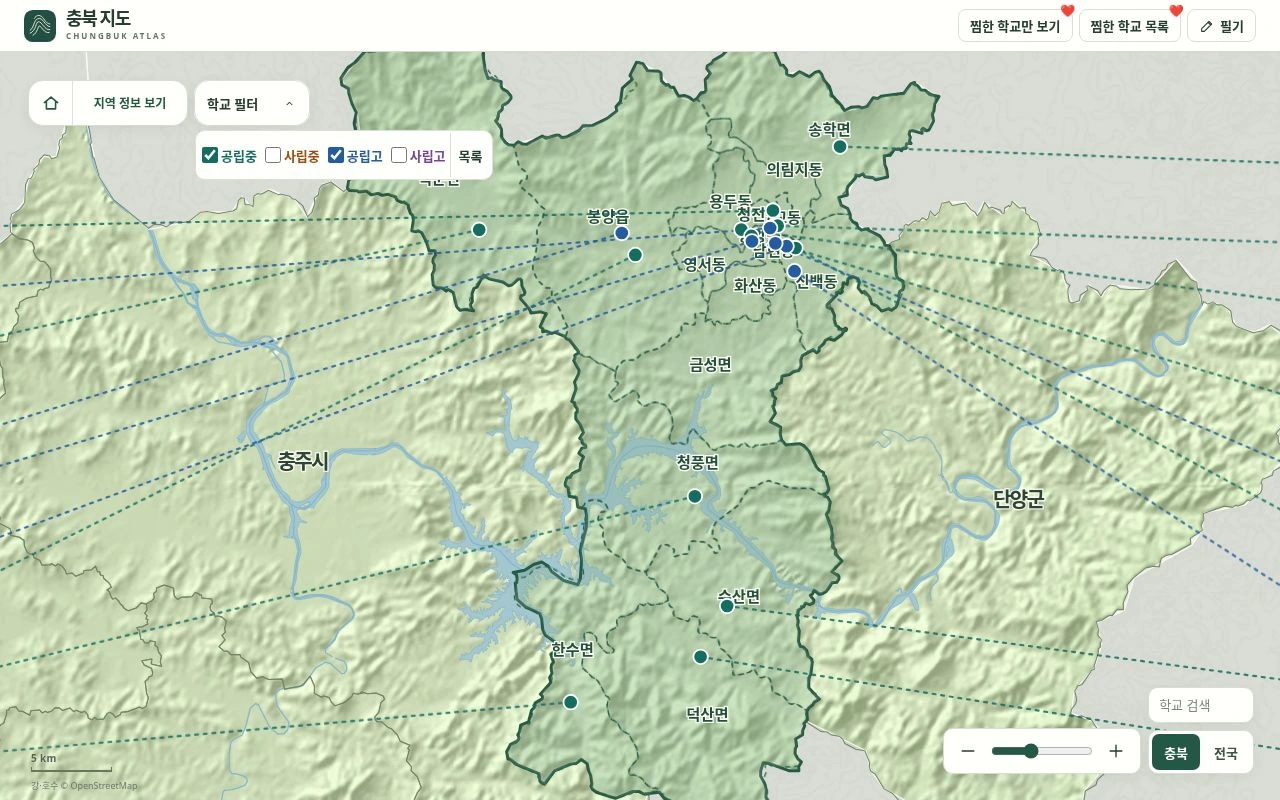 충북 지도
CHUNGBUK ATLAS
찜한 학교만 보기
찜한 학교 목록
필기
지역 정보 보기
학교 필터
공립중
사립중
공립고
사립고
목록
송학면
의림지동
용두동
봉양읍
영서동
화산동
신백동
금성면
충주시
청풍면
단양군
수산면
한수면
덕산면
학교 검색
충북
전국
5 km
강·호수 © OpenStreetMap